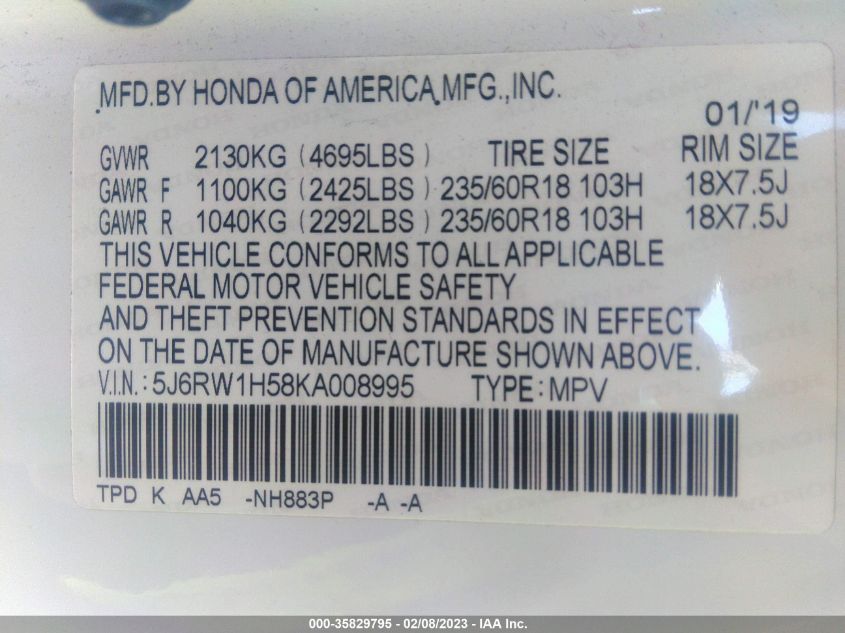 MFD.BY HONDA OF AMERICA MFG.,INC.
01/'19
GVWR 2130KG (4695LBS) TIRE SIZE RIM SIZE
GAWR F 1100KG (2425LBS) 235/60R18 103H 18X7.5J
GAWR R 1040KG (2292LBS) 235/60R18 103H 18X7.5J
THIS VEHICLE CONFORMS TO ALL APPLICABLE
FEDERAL MOTOR VEHICLE SAFETY
AND THEFT PREVENTION STANDARDS IN EFFECT
ON THE DATE OF MANUFACTURE SHOWN ABOVE.
V.I.N.: 5J6RW1H58KA008995 TYPE: MPV
TPD K AA5 -NH883P -A -A
000-35829795 - 02/08/2023 - IAA Inc.